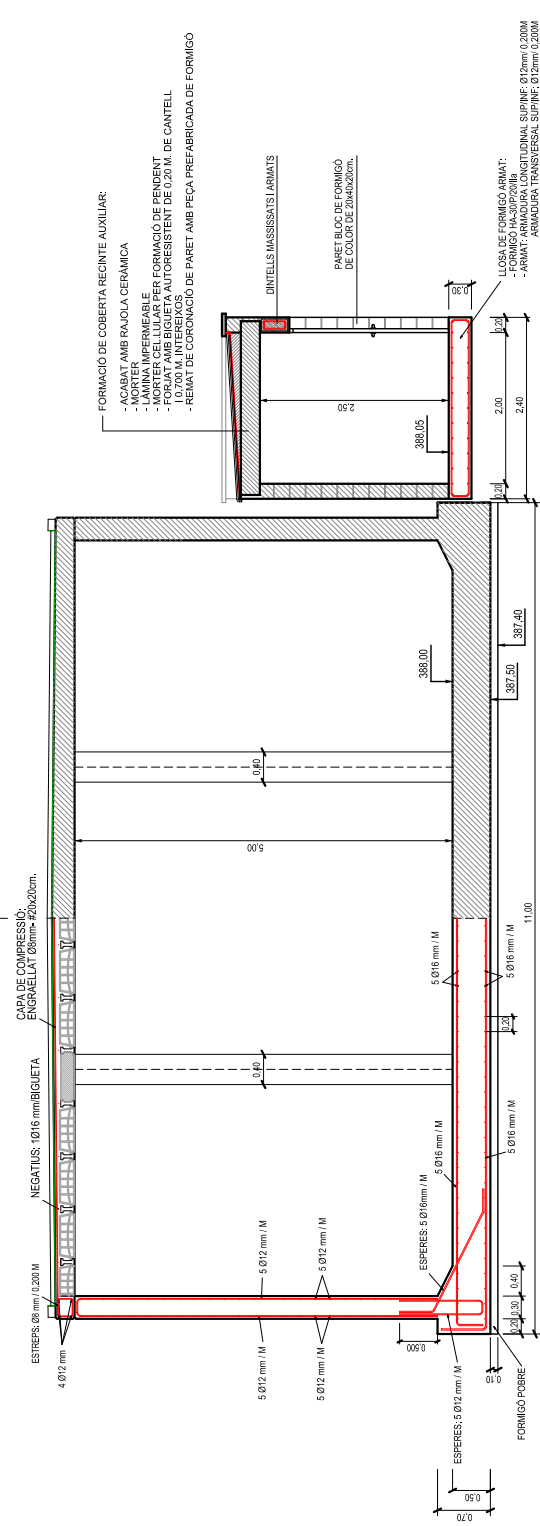 FORMACIÓ DE COBERTA RECINTE AUXILIAR:
- ACABAT AMB RAJOLA CERÀMICA
- MORTER
- LÀMINA IMPERMEABLE
- MORTER CEL.LULAR PER FORMACIÓ DE PENDENT
- FORJAT AMB BIGUETA AUTORESISTENT DE 0,20 M. DE CANTELL
I 0,700 M. INTEREIXOS
- REMAT DE CORONACIÓ DE PARET AMB PEÇA PREFABRICADA DE FORMIGÓ
DINTELLS MASSISSATS I ARMATS
PARET BLOC DE FORMIGÓ
DE COLOR DE 20x40x20cm.
LLOSA DE FORMIGÓ ARMAT:
- FORMIGÓ HA-30/P/20/IIa
- ARMAT: ARMADURA LONGITUDINAL SUP/INF: Ø12mm/ 0,200M
ARMADURA TRANSVERSAL SUP/INF: Ø12mm/ 0,200M
2,50
388,05
0,30
0,20
2,00
0,20
2,40
CAPA DE COMPRESSIÓ:
ENGRAELLAT Ø8mm- #20x20cm.
NEGATIUS: 1Ø16 mm/BIGUETA
ESTREPS: Ø8 mm / 0,200 M
4 Ø12 mm
0,40
5,00
0,40
388,00
387,40
387,50
11,00
5 Ø12 mm / M
5 Ø12 mm / M
5 Ø12 mm / M
5 Ø12 mm / M
5 Ø16 mm / M
5 Ø16 mm / M
5 Ø16 mm / M
5 Ø16 mm / M
0,20
ESPERES: 5 Ø16mm / M
ESPERES: 5 Ø12 mm / M
0,500
0,20
0,30
0,40
0,10
FORMIGÓ POBRE
0,50
0,70